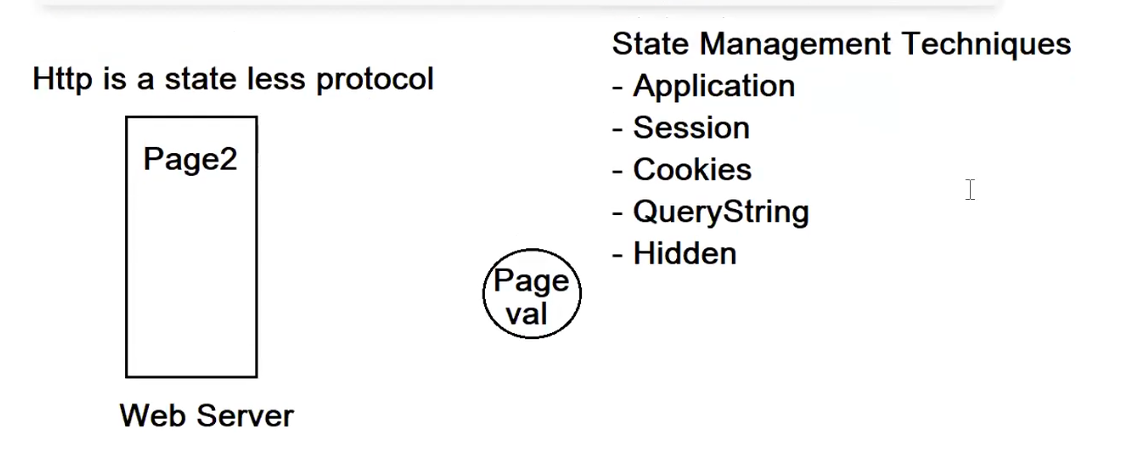 Http is a state less protocol
Page2
Web Server
Page
val
State Management Techniques
- Application
- Session
- Cookies
- QueryString
- Hidden